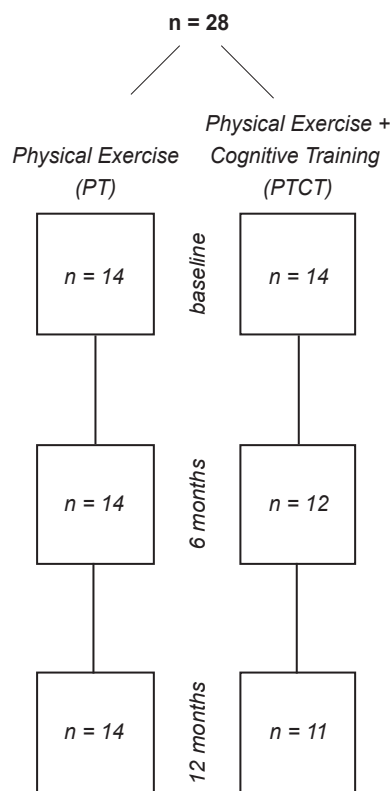 n = 28
Physical Exercise
(PT)
Physical Exercise +
Cognitive Training
(PTCT)
n = 14
baseline
n = 14
n = 14
6 months
n = 12
n = 14
12 months
n = 11